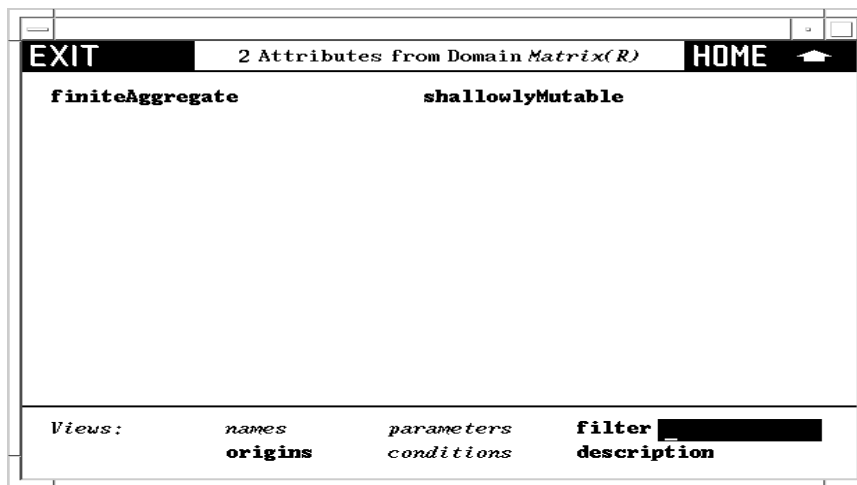 EXIT 2 Attributes from Domain Matrix(R) HOME
finiteAggregate shallowlyMutable
Views: names parameters filter
origins conditions description